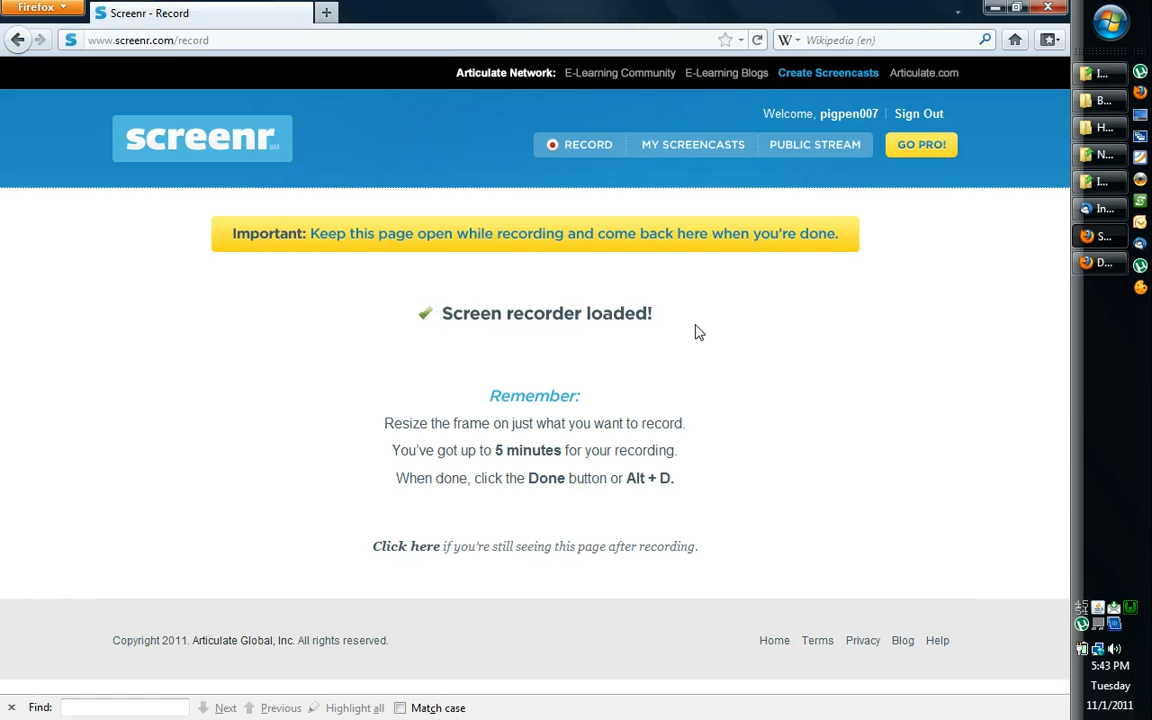 Firefox
Screenr - Record
www.screenr.com/record
Wikipedia (en)
Articulate Network: E-Learning Community E-Learning Blogs Create Screencasts Articulate.com
Welcome, pigpen007 Sign Out
screenr
SM
RECORD MY SCREENCASTS PUBLIC STREAM GO PRO!
Important: Keep this page open while recording and come back here when you're done.
Screen recorder loaded!
Remember:
Resize the frame on just what you want to record.
You've got up to 5 minutes for your recording.
When done, click the Done button or Alt + D.
Click here if you're still seeing this page after recording.
Copyright 2011. Articulate Global, Inc. All rights reserved.
Home Terms Privacy Blog Help
Find: Next Previous Highlight all Match case
I...
B...
H...
N...
I...
In...
S...
D...
5:43 PM
Tuesday
11/1/2011